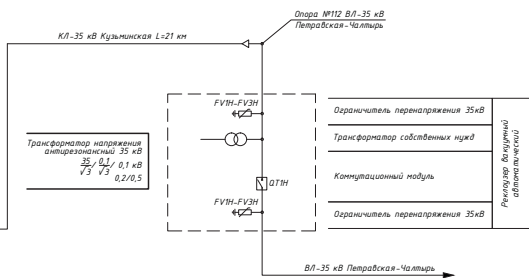 Опора №112 ВЛ-35 кВ
Петравская-Чалтырь
КЛ-35 кВ Кузьминская L=21 км
FV1H-FV3H
Трансформатор напряжения
антирезонансный 35 кВ
35/√3 / 0,1/√3 / 0,1 кВ
0,2/0,5
QT1H
FV1H-FV3H
Ограничитель перенапряжения 35кВ
Трансформатор собственных нужд
Коммутационный модуль
Ограничитель перенапряжения 35кВ
Реклоузер вакуумный
автоматический
ВЛ-35 кВ Петравская-Чалтырь